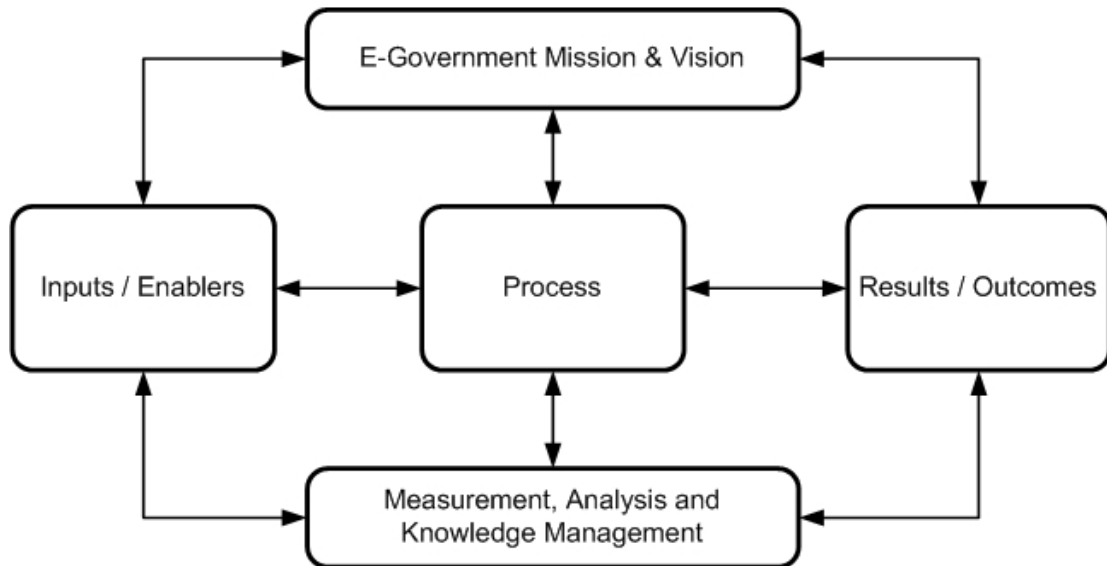 E-Government Mission & Vision
Inputs / Enablers
Process
Results / Outcomes
Measurement, Analysis and
Knowledge Management